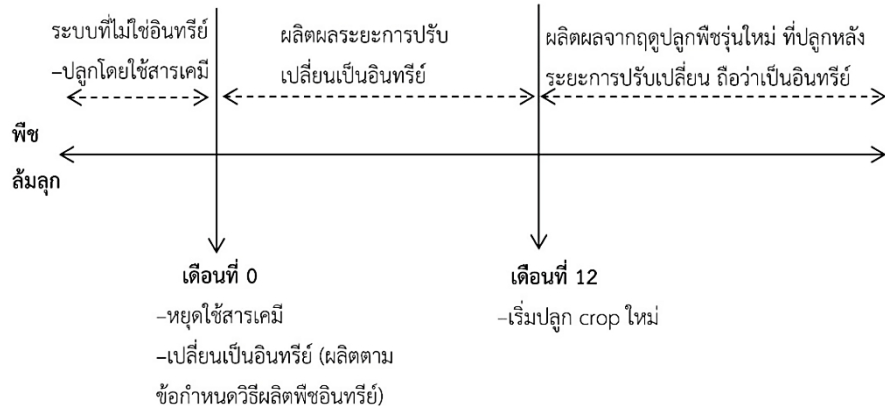 ระบบที่ไม่ใช่อินทรีย์
–ปลูกโดยใช้สารเคมี
ผลิตผลระยะการปรับ
เปลี่ยนเป็นอินทรีย์
ผลิตผลจากฤดูปลูกพืชรุ่นใหม่ ที่ปลูกหลัง
ระยะการปรับเปลี่ยน ถือว่าเป็นอินทรีย์
พืช
ล้มลุก
เดือนที่ 0
–หยุดใช้สารเคมี
–เปลี่ยนเป็นอินทรีย์ (ผลิตตาม
ข้อกำหนดวิธีผลิตพืชอินทรีย์)
เดือนที่ 12
–เริ่มปลูก crop ใหม่